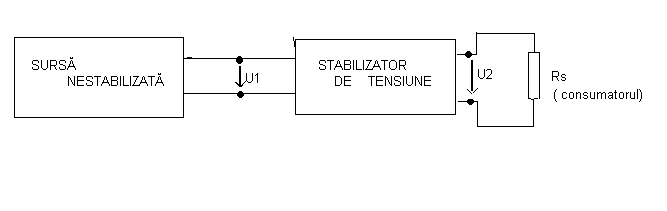 SURSĂ
NESTABILIZATĂ
U1
STABILIZATOR
DE TENSIUNE
U2
Rs
( consumatorul)